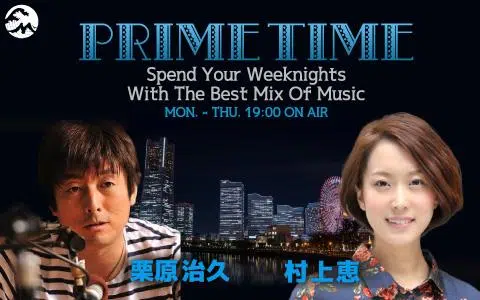 PRIME TIME
Spend Your Weeknights
With The Best Mix Of Music
MON. - THU. 19:00 ON AIR
栗原治久 村上恵